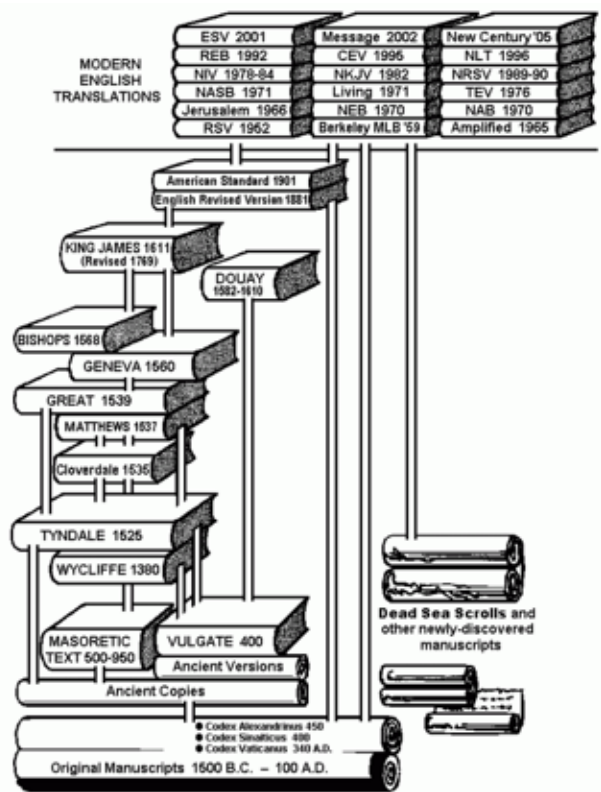 ESV 2001
Message 2002
New Century'05
REB 1992
CEV 1995
NLT 1996
MODERN
ENGLISH
TRANSLATIONS
NIV 1978-84
NKJV 1982
NRSV 1989-90
NASB 1971
Living 1971
TEV 1976
Jerusalem 1966
NEB 1970
NAB 1970
RSV 1952
Berkeley MLB '59
Amplified 1965
American Standard 1901
English Revised Version 1881
KING JAMES 1611
(Revised 1769)
DOUAY
1582-1610
BISHOPS 1568
GENEVA 1560
GREAT 1539
MATTHEWS 1537
Cloverdale 1535
TYNDALE 1525
WYCLIFFE 1380
MASORETIC
TEXT 500-950
VULGATE 400
Ancient Versions
Ancient Copies
Dead Sea Scrolls and
other newly-discovered
manuscripts
● Codex Alexandrinus 450
● Codex Sinaiticus 400
● Codex Vaticanus 340 A.D.
Original Manuscripts 1500 B.C. – 100 A.D.